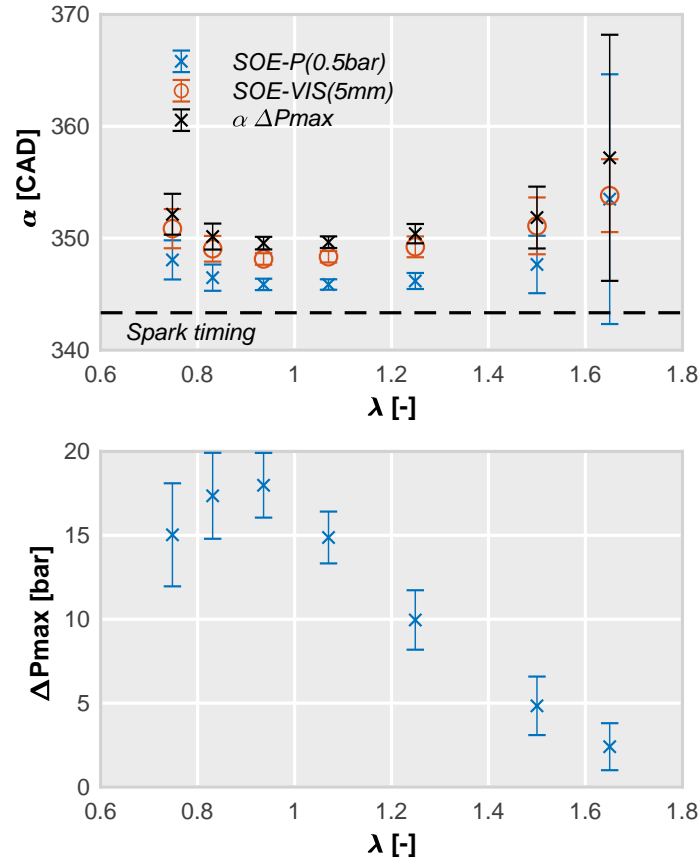 370
360
350
340
α [CAD]
SOE-P(0.5bar)
SOE-VIS(5mm)
α ΔPmax
Spark timing
0.6 0.8 1 1.2 1.4 1.6 1.8
λ [-]
20
15
10
5
0
ΔPmax [bar]
0.6 0.8 1 1.2 1.4 1.6 1.8
λ [-]